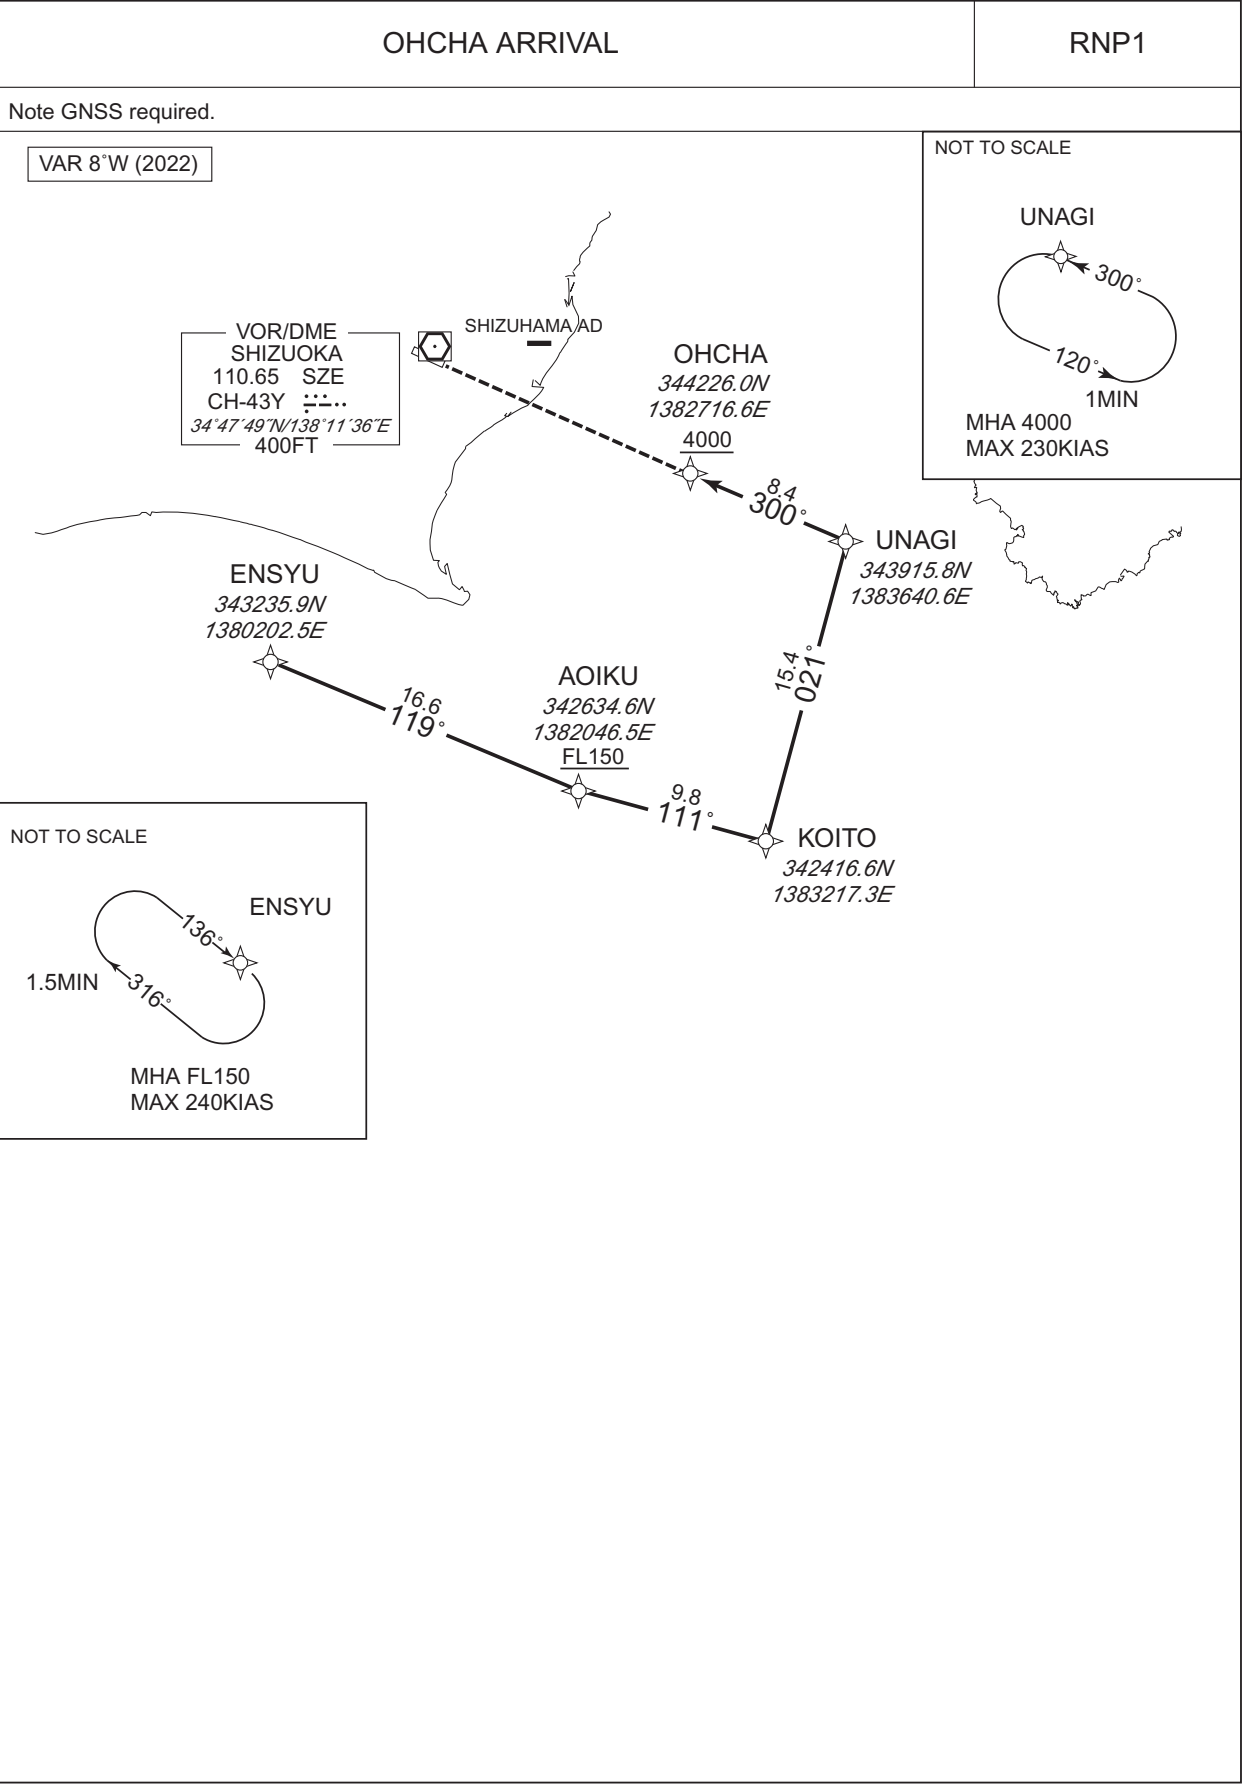 OHCHA ARRIVAL
RNP1
Note GNSS required.
VAR 8°W (2022)
NOT TO SCALE
UNAGI
300°
120°
1MIN
MHA 4000
MAX 230KIAS
VOR/DME
SHIZUOKA
110.65 SZE
CH-43Y
34°47´49˝N/138°11´36˝E
400FT
SHIZUHAMA AD
OHCHA
344226.0N
1382716.6E
4000
8.4
300°
UNAGI
343915.8N
1383640.6E
ENSYU
343235.9N
1380202.5E
15.4
021°
16.6
119°
AOIKU
342634.6N
1382046.5E
FL150
9.8
111°
KOITO
342416.6N
1383217.3E
NOT TO SCALE
ENSYU
136°
1.5MIN
316°
MHA FL150
MAX 240KIAS